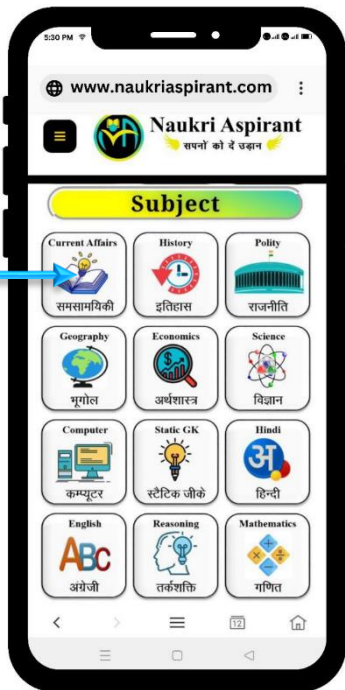 5:30 PM
www.naukriaspirant.com
Naukri Aspirant
सपनों को दें उड़ान
Subject
Current Affairs History Polity
समसामयिकी इतिहास राजनीति
Geography Economics Science
भूगोल अर्थशास्त्र विज्ञान
Computer Static GK Hindi
अ
कम्प्यूटर स्टैटिक जीके हिन्दी
English Reasoning Mathematics
ABC
अंग्रेजी तर्कशक्ति गणित
12